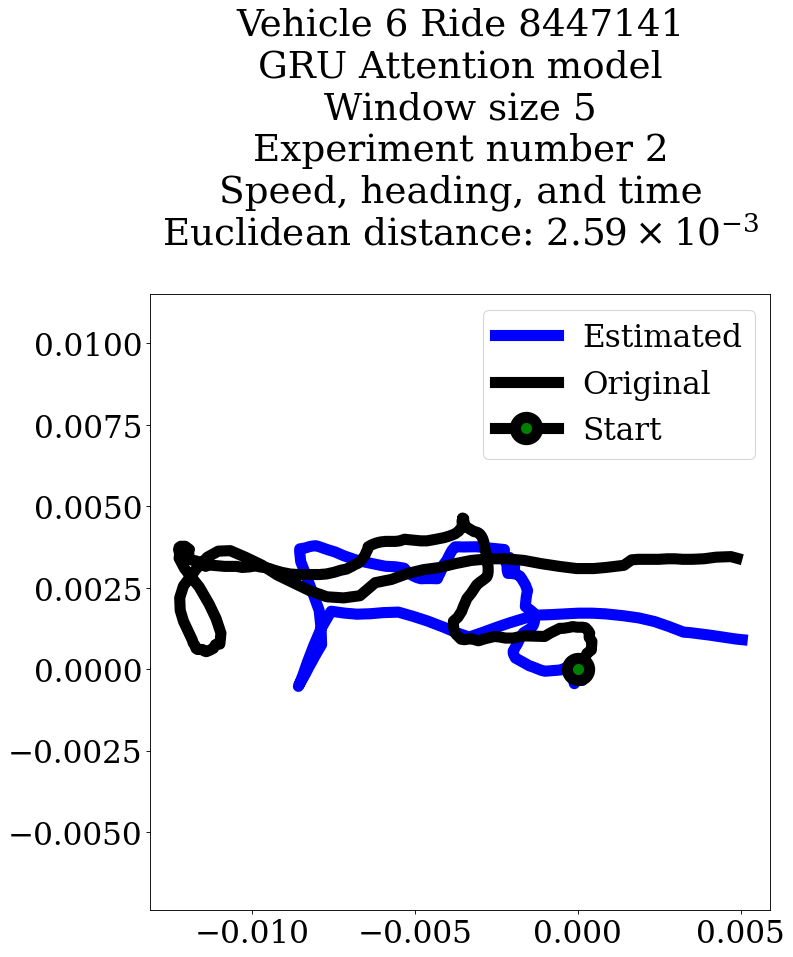 Vehicle 6 Ride 8447141
GRU Attention model
Window size 5
Experiment number 2
Speed, heading, and time
Euclidean distance: 2.59 × 10⁻³
Estimated
Original
Start
0.0100
0.0075
0.0050
0.0025
0.0000
−0.0025
−0.0050
−0.010 −0.005 0.000 0.005